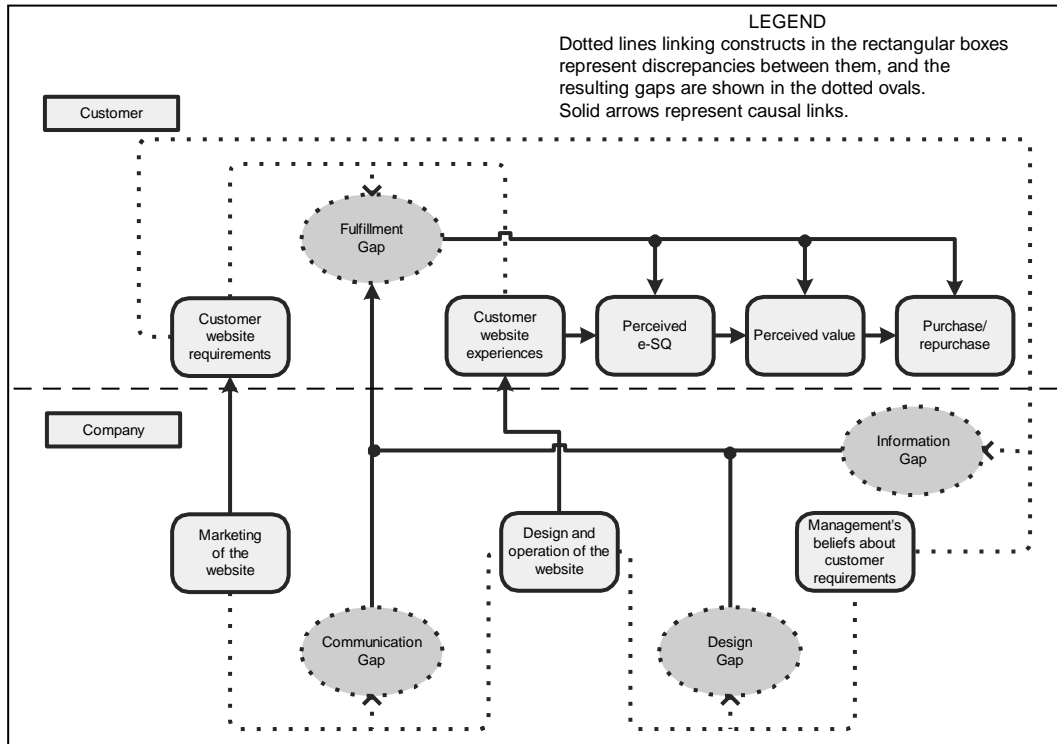 LEGEND
Dotted lines linking constructs in the rectangular boxes
represent discrepancies between them, and the
resulting gaps are shown in the dotted ovals.
Solid arrows represent causal links.
Customer
Fulfillment
Gap
Customer
website
requirements
Customer
website
experiences
Perceived
e-SQ
Perceived value
Purchase/
repurchase
Company
Information
Gap
Marketing
of the
website
Design and
operation of the
website
Management's
beliefs about
customer
requirements
Communication
Gap
Design
Gap